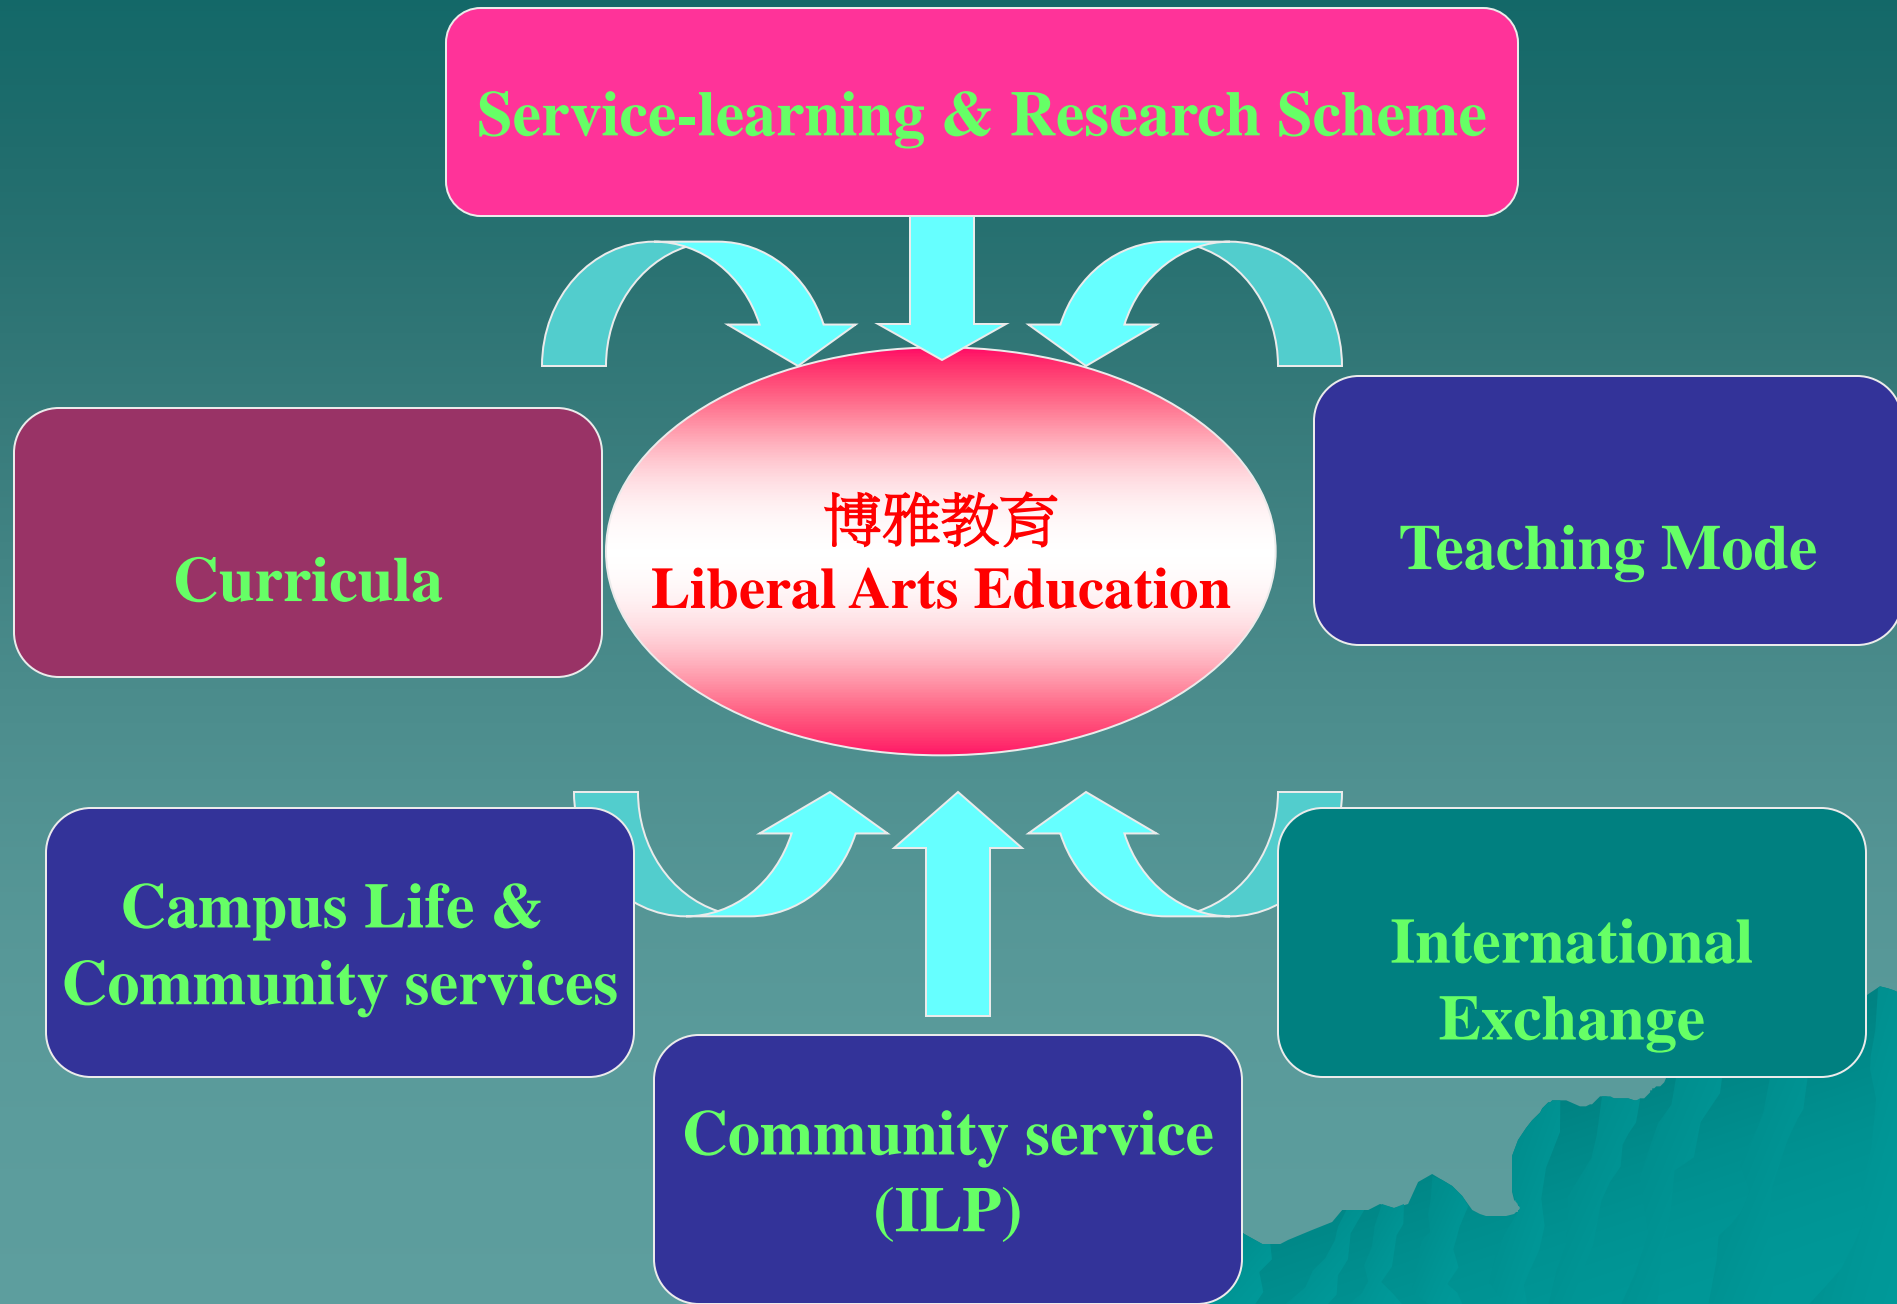 Service-learning & Research Scheme
Curricula
博雅教育
Liberal Arts Education
Teaching Mode
Campus Life &
Community services
International
Exchange
Community service
(ILP)